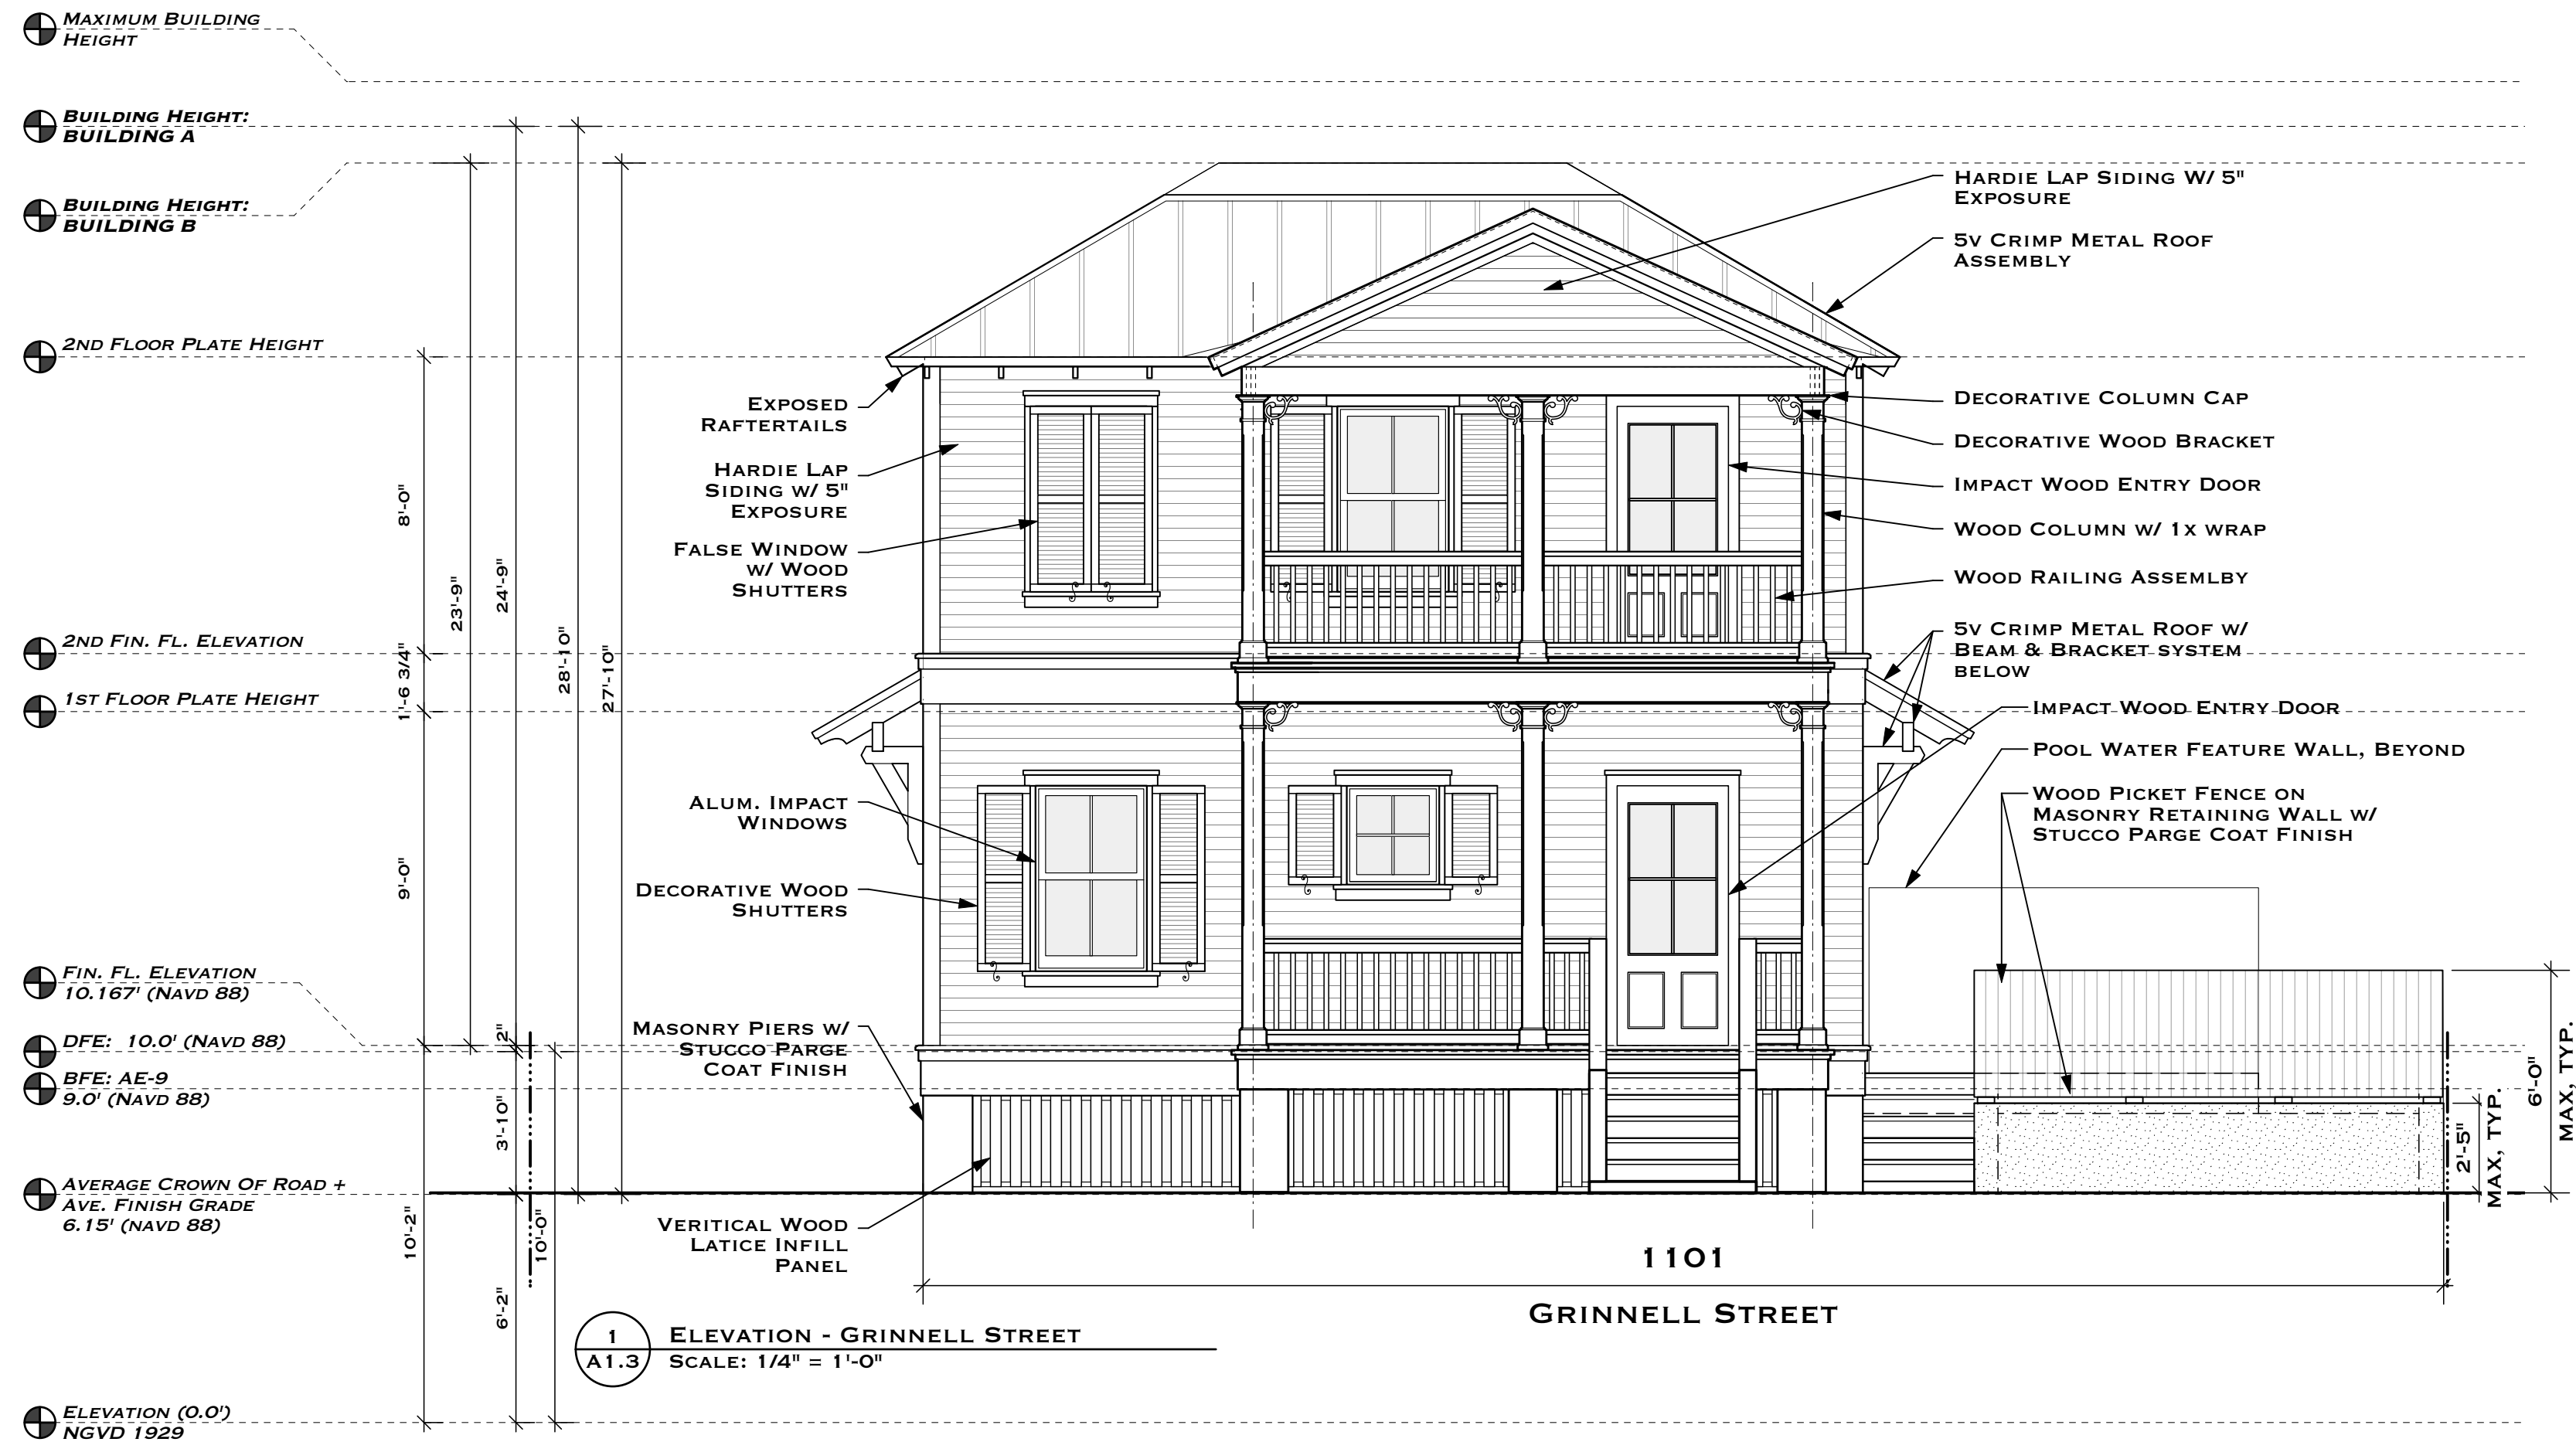 Maximum Building
Height
Building Height:
BUILDING A
Building Height:
BUILDING B
2nd Floor Plate Height
2nd Fin. Fl. Elevation
1st Floor Plate Height
Fin. Fl. Elevation
10.167' (Navd 88)
DFE: 10.0' (Navd 88)
BFE: AE-9
9.0' (Navd 88)
Average Crown Of Road +
Ave. Finish Grade
6.15' (navd 88)
Elevation (0.0')
NGVD 1929
8'-0"
1'-6 3/4"
9'-0"
10'-2"
23'-9"
24'-9"
2"
3'-10"
6'-2"
10'-0"
28'-10"
27'-10"
Exposed
Raftertails
Hardie Lap
Siding w/ 5"
Exposure
False Window
w/ Wood
Shutters
Alum. Impact
Windows
Decorative Wood
Shutters
Masonry Piers w/
Stucco Parge
Coat Finish
Veritical Wood
Latice Infill
Panel
Hardie Lap Siding W/ 5"
Exposure
5v Crimp Metal Roof
Assembly
Decorative Column Cap
Decorative Wood Bracket
Impact Wood Entry Door
Wood Column w/ 1x wrap
Wood Railing Assemlby
5v Crimp Metal Roof w/
Beam & Bracket system
below
Impact Wood Entry Door
Pool Water Feature Wall, Beyond
Wood Picket Fence on
Masonry Retaining Wall w/
Stucco Parge Coat Finish
2'-5"
MAX, TYP.
6'-0"
MAX, TYP.
1101
Grinnell Street
1
A1.3
Elevation - Grinnell Street
Scale: 1/4" = 1'-0"